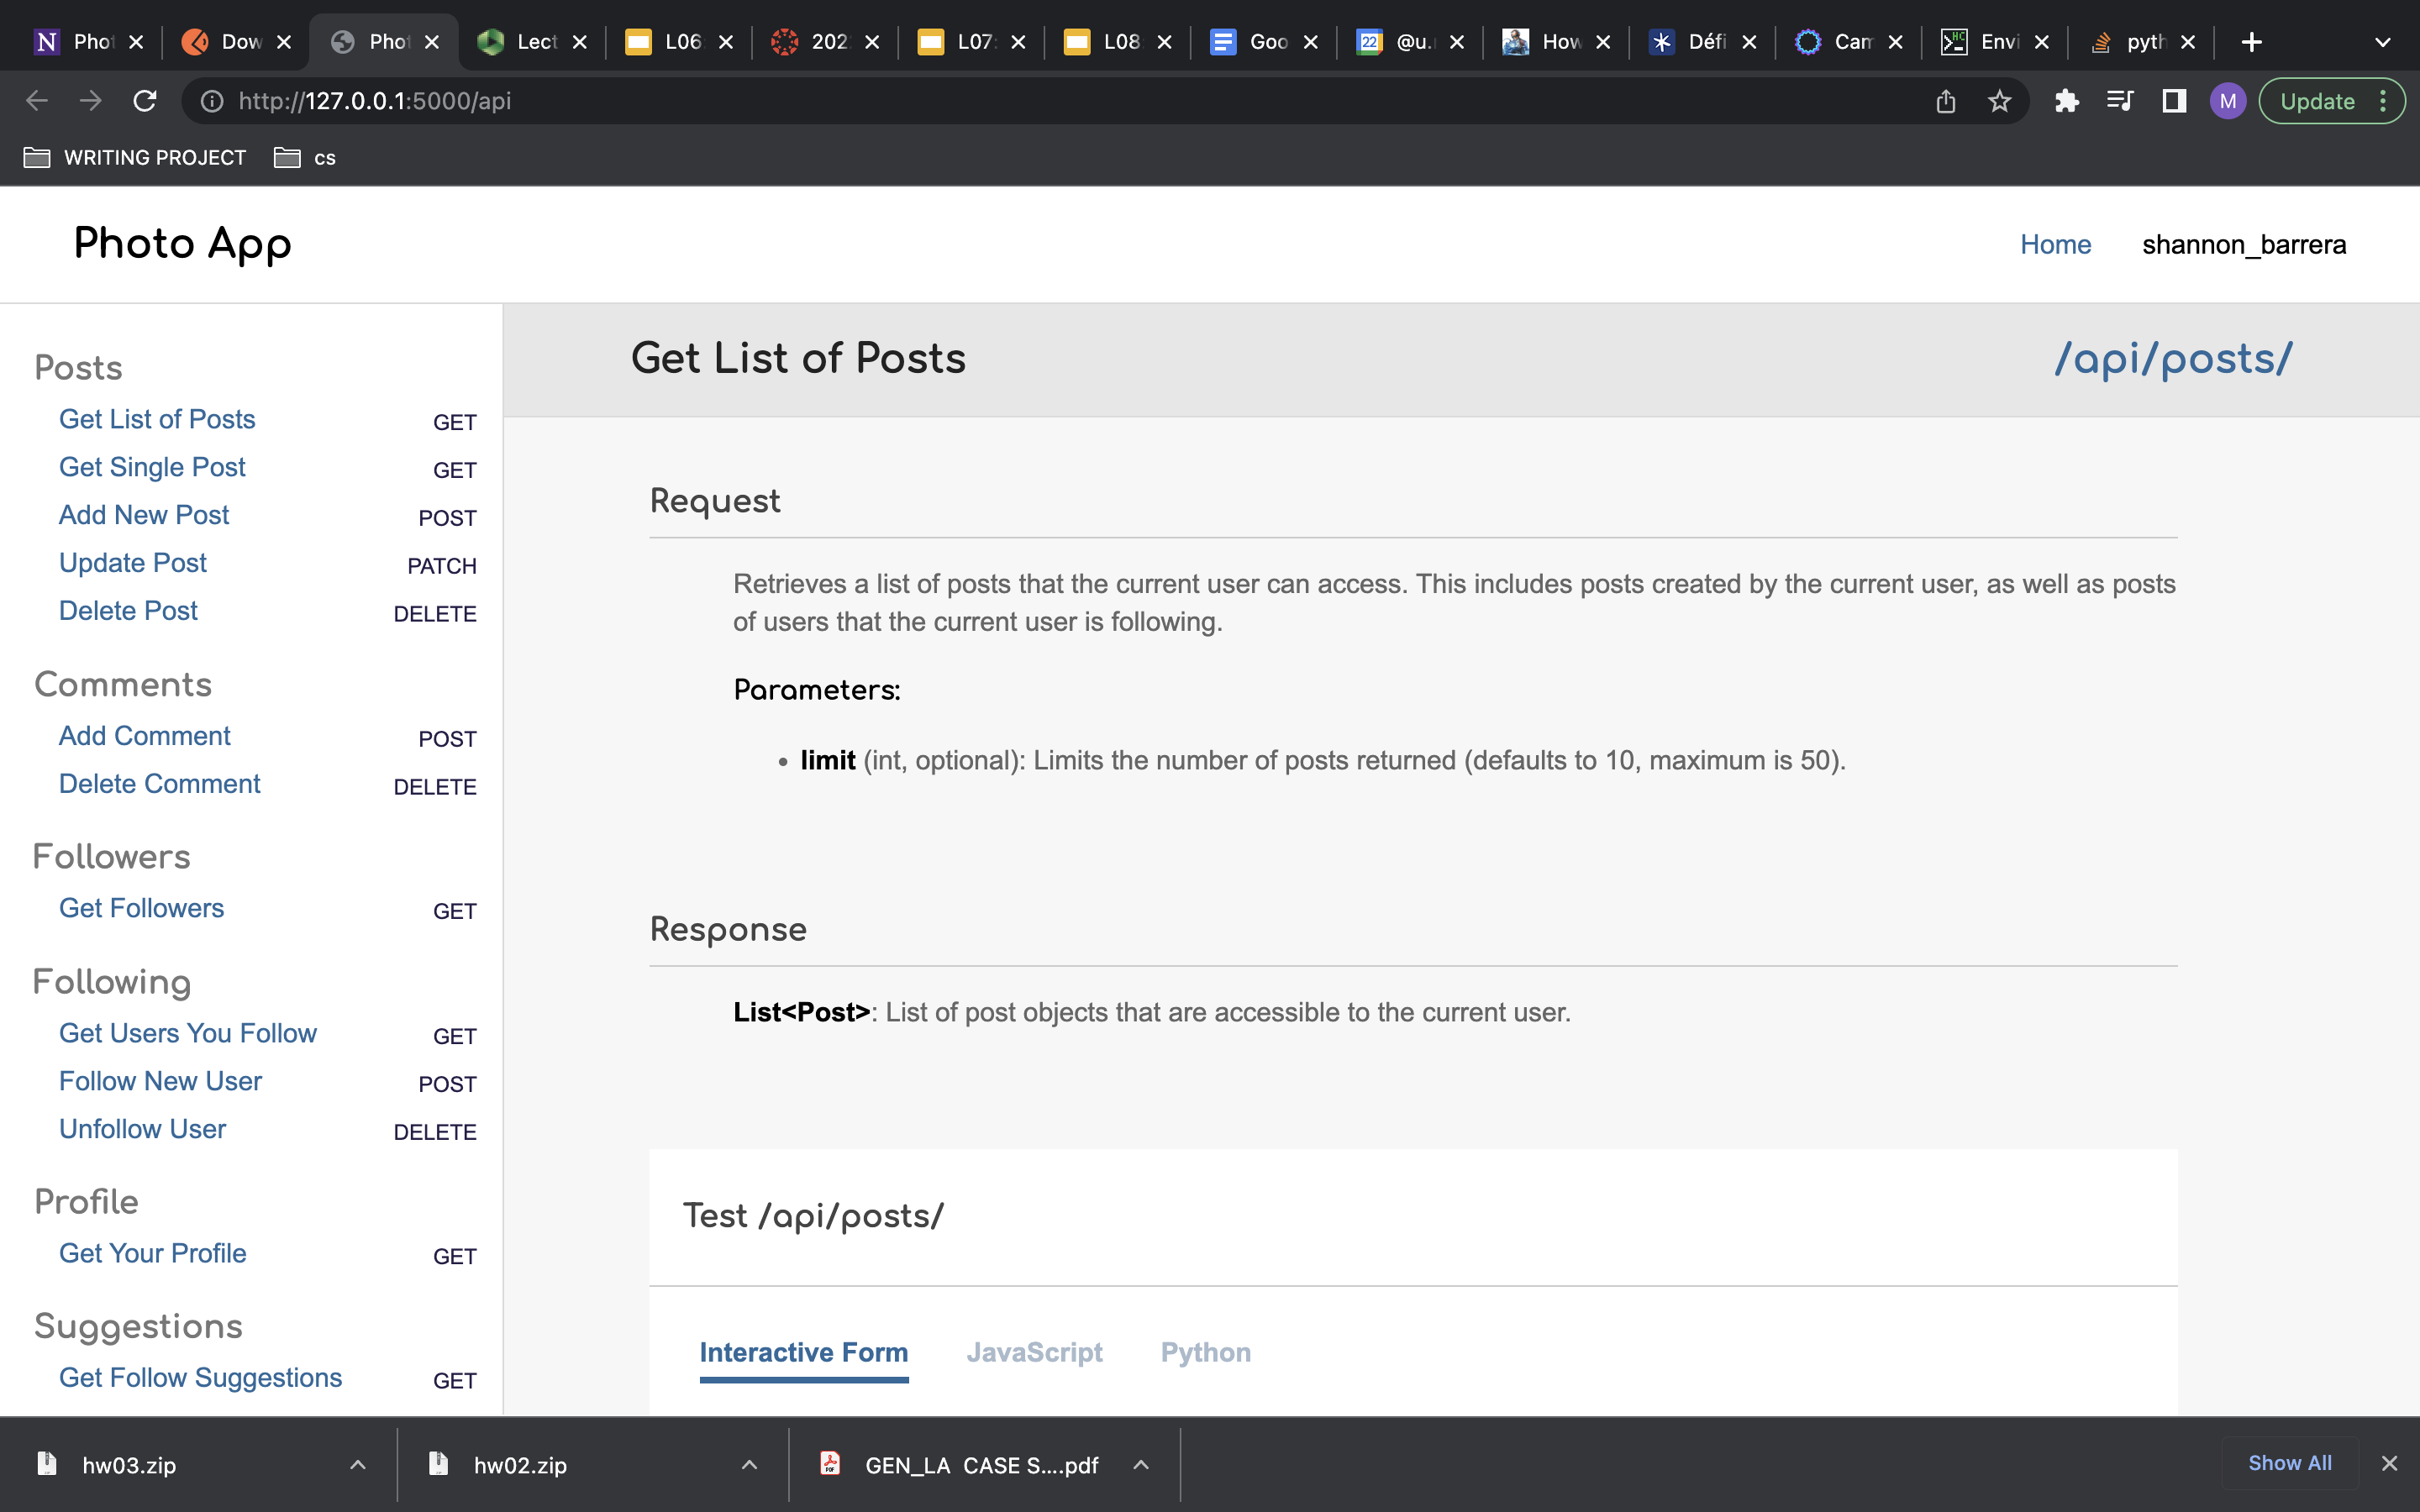 Phot Dow Phot Lect L06 202 L07: L08 Goo @u. How Défi Cam Envi pyth
http://127.0.0.1:5000/api
M Update
WRITING PROJECT cs
Photo App
Home shannon_barrera
Posts
Get List of Posts GET
Get Single Post GET
Add New Post POST
Update Post PATCH
Delete Post DELETE
Comments
Add Comment POST
Delete Comment DELETE
Followers
Get Followers GET
Following
Get Users You Follow GET
Follow New User POST
Unfollow User DELETE
Profile
Get Your Profile GET
Suggestions
Get Follow Suggestions GET
Get List of Posts /api/posts/
Request
Retrieves a list of posts that the current user can access. This includes posts created by the current user, as well as posts
of users that the current user is following.
Parameters:
• limit (int, optional): Limits the number of posts returned (defaults to 10, maximum is 50).
Response
List<Post>: List of post objects that are accessible to the current user.
Test /api/posts/
Interactive Form JavaScript Python
hw03.zip hw02.zip GEN_LA CASE S....pdf Show All